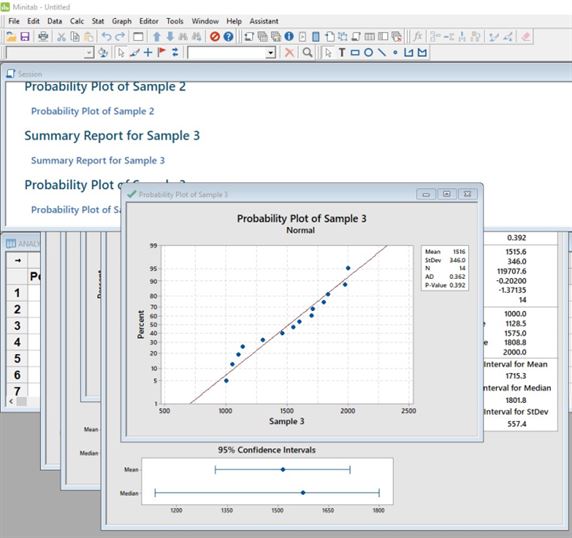 Minitab - Untitled
File Edit Data Calc Stat Graph Editor Tools Window Help Assistant
Session
Probability Plot of Sample 2
Probability Plot of Sample 2
Summary Report for Sample 3
Summary Report for Sample 3
Probability Plot of
Probability Plot of Sa
Probability Plot of Sample 3
Probability Plot of Sample 3
Normal
Mean 1516
StDev 346.0
N 14
AD 0.362
P-Value 0.392
99
95
90
80
70
60
50
40
30
20
10
5
1
Percent
500 1000 1500 2000 2500
Sample 3
ANALY
1
2
3
4
5
6
7
0.392
1515.6
346.0
119707.6
-0.20200
-1.37135
14
1000.0
1128.5
1575.0
1808.8
2000.0
Interval for Mean
1715.3
nterval for Median
1801.8
Interval for StDev
557.4
Mean
Median
95% Confidence Intervals
Mean
Median
1200 1350 1500 1650 1800